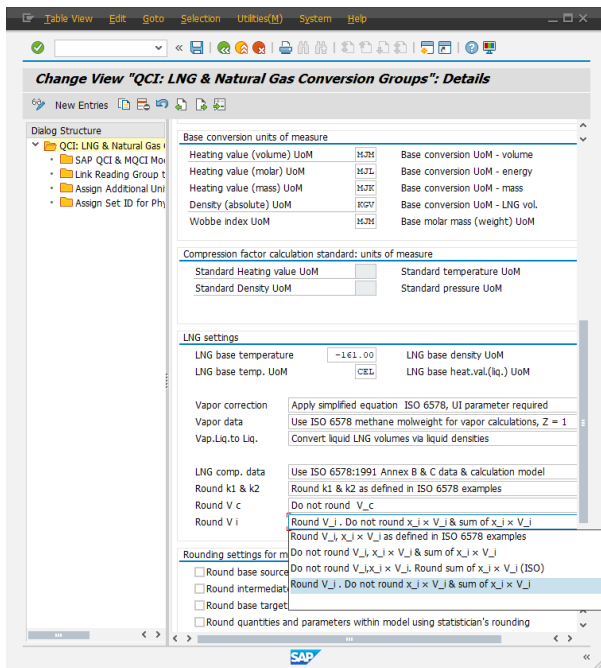 Table View Edit Goto Selection Utilities(M) System Help
Change View "QCI: LNG & Natural Gas Conversion Groups": Details
New Entries
Dialog Structure
QCI: LNG & Natural Gas
SAP QCI & MQCI Mo
Link Reading Group t
Assign Additional Uni
Assign Set ID for Phy
Base conversion units of measure
Heating value (volume) UoM MJM Base conversion UoM - volume
Heating value (molar) UoM MJL Base conversion UoM - energy
Heating value (mass) UoM MJK Base conversion UoM - mass
Density (absolute) UoM KGV Base conversion UoM - LNG vol.
Wobbe index UoM MJM Base molar mass (weight) UoM
Compression factor calculation standard: units of measure
Standard Heating value UoM Standard temperature UoM
Standard Density UoM Standard pressure UoM
LNG settings
LNG base temperature -161.00 LNG base density UoM
LNG base temp. UoM CEL LNG base heat.val.(liq.) UoM
Vapor correction Apply simplified equation ISO 6578, UI parameter required
Vapor data Use ISO 6578 methane molweight for vapor calculations, Z = 1
Vap.Liq.to Liq. Convert liquid LNG volumes via liquid densities
LNG comp. data Use ISO 6578:1991 Annex B & C data & calculation model
Round k1 & k2 Round k1 & k2 as defined in ISO 6578 examples
Round V c Do not round V_c
Round V i Round V_i . Do not round x_i × V_i & sum of x_i × V_i
Round V_i, x_i × V_i as defined in ISO 6578 examples
Do not round V_i, x_i × V_i & sum of x_i × V_i
Do not round V_i,x_i × V_i. Round sum of x_i × V_i (ISO)
Round V_i . Do not round x_i × V_i & sum of x_i × V_i
Rounding settings for m
Round base source
Round intermediat
Round base target
Round quantities and parameters within model using statistician's rounding
SAP